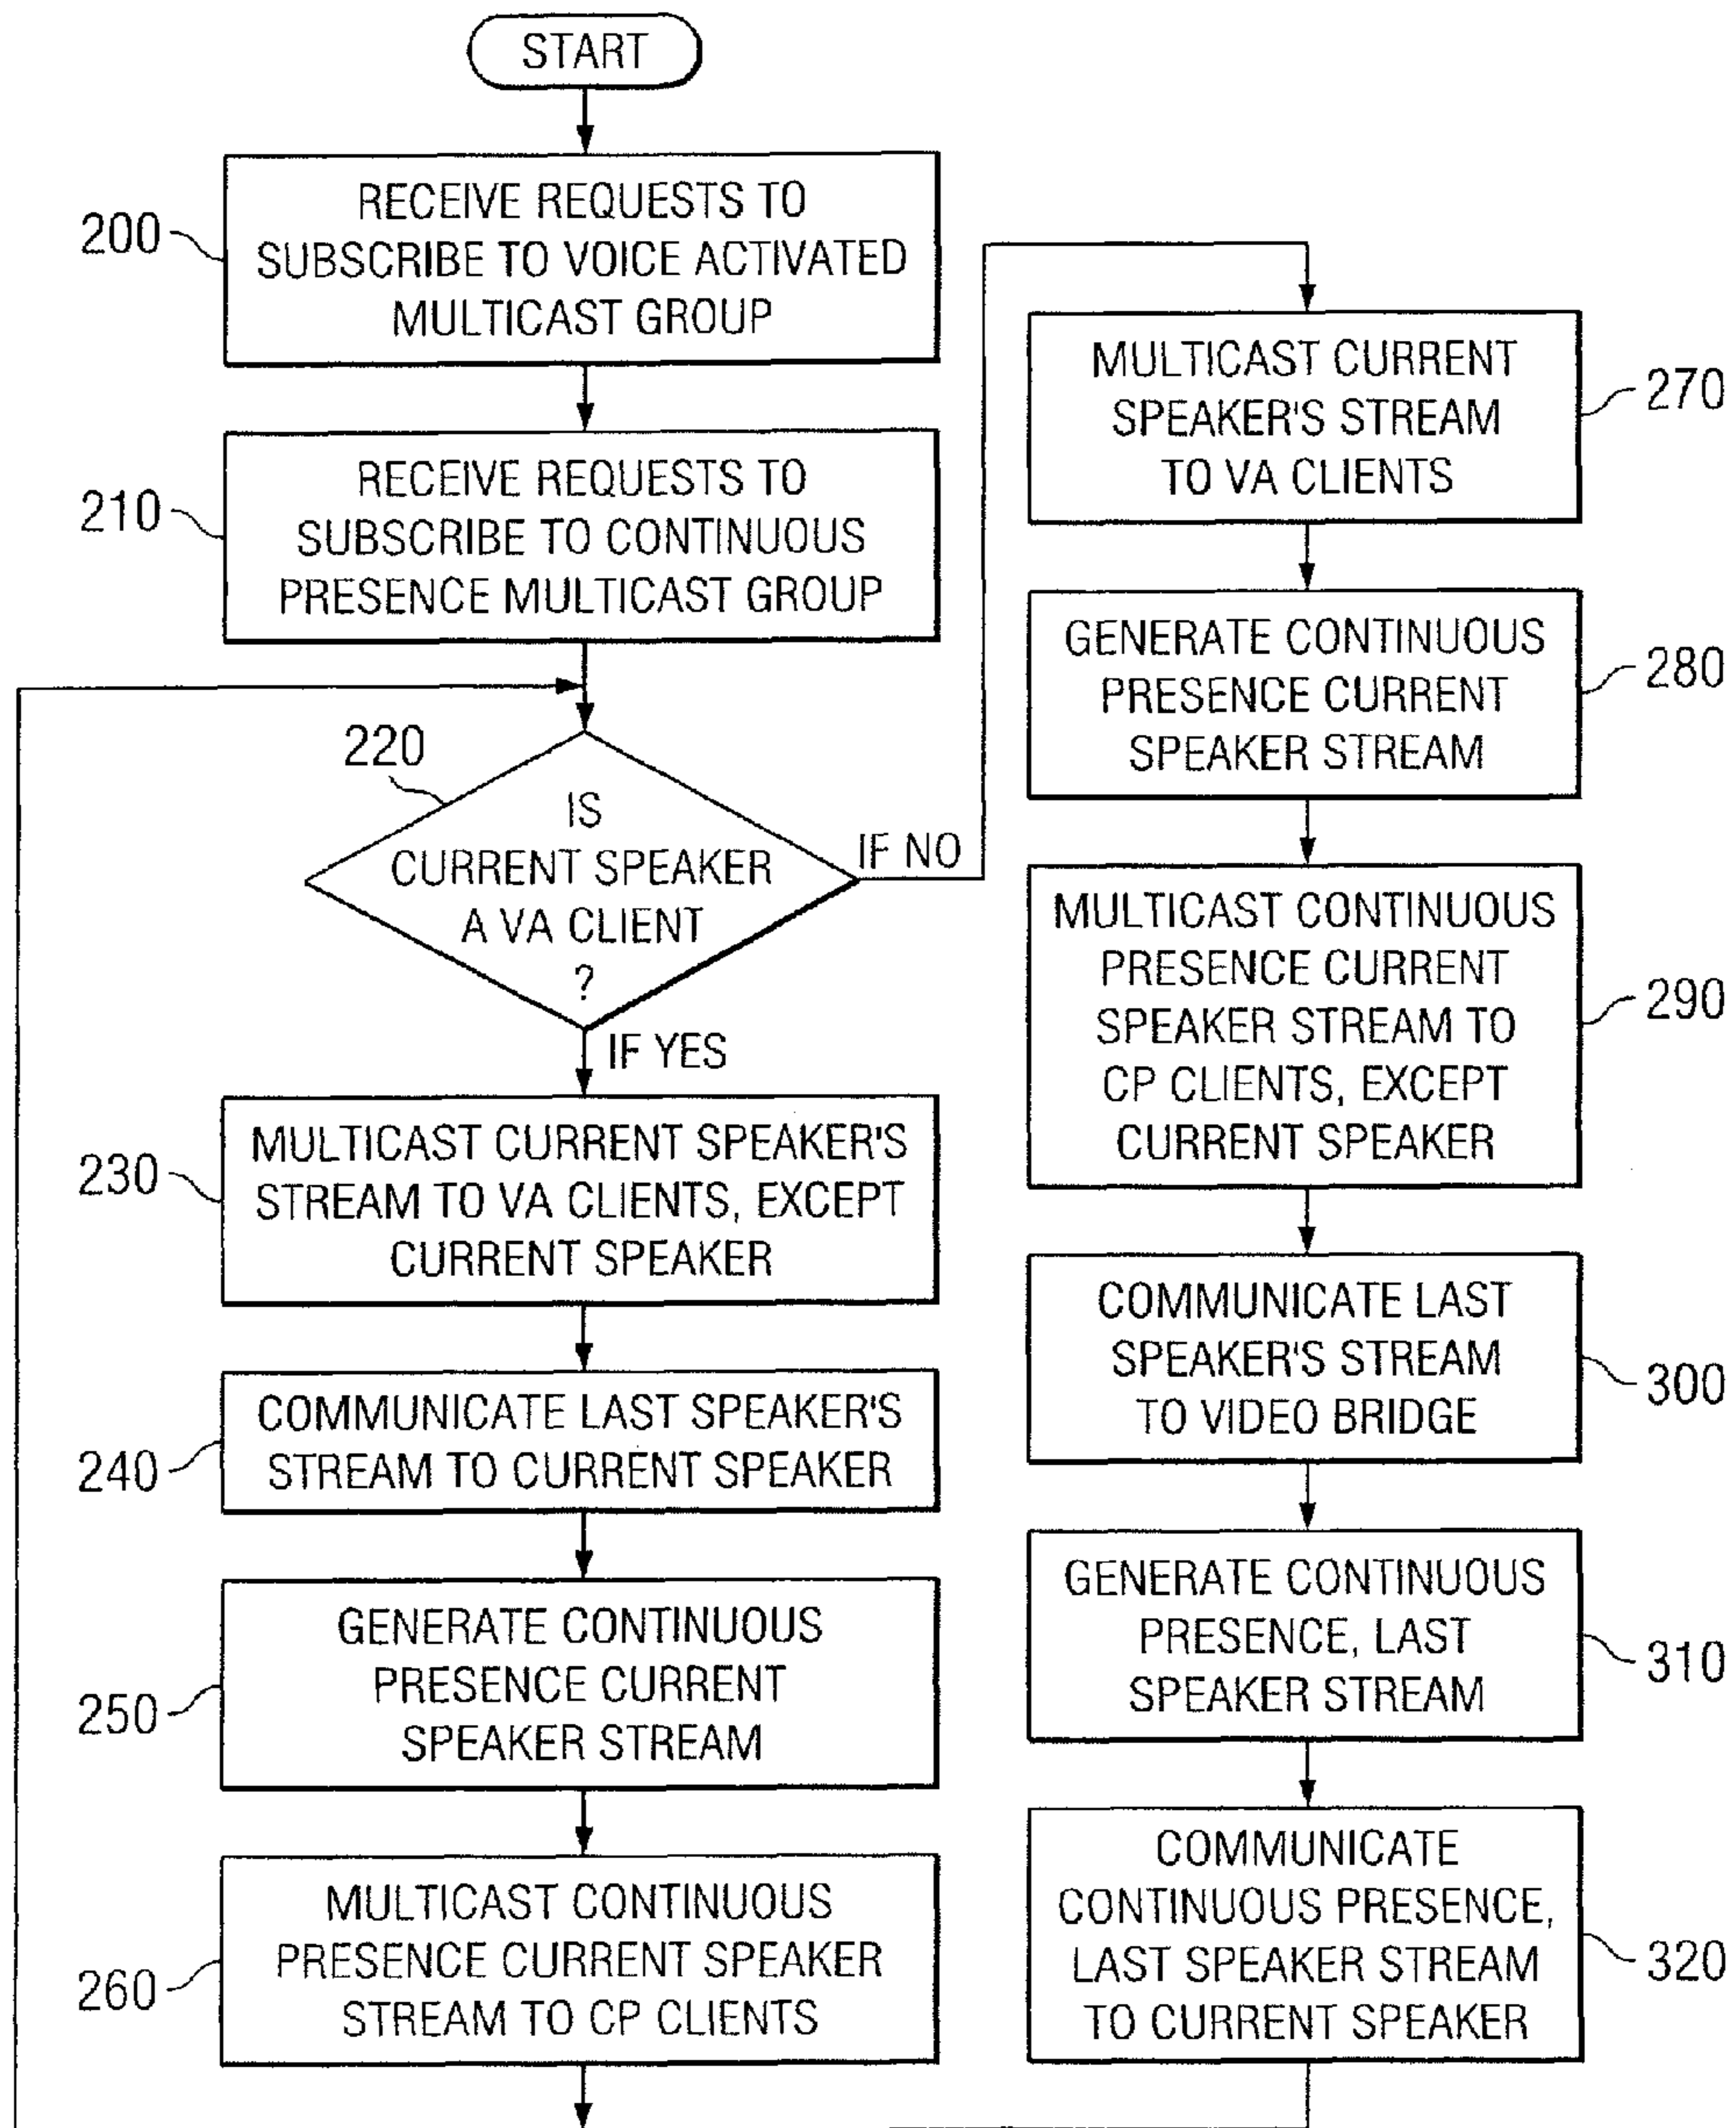 START
200
RECEIVE REQUESTS TO
SUBSCRIBE TO VOICE ACTIVATED
MULTICAST GROUP
210
RECEIVE REQUESTS TO
SUBSCRIBE TO CONTINUOUS
PRESENCE MULTICAST GROUP
220
IS
CURRENT SPEAKER
A VA CLIENT
?
IF NO
IF YES
230
MULTICAST CURRENT SPEAKER'S
STREAM TO VA CLIENTS, EXCEPT
CURRENT SPEAKER
240
COMMUNICATE LAST SPEAKER'S
STREAM TO CURRENT SPEAKER
250
GENERATE CONTINUOUS
PRESENCE CURRENT
SPEAKER STREAM
260
MULTICAST CONTINUOUS
PRESENCE CURRENT SPEAKER
STREAM TO CP CLIENTS
MULTICAST CURRENT
SPEAKER'S STREAM
TO VA CLIENTS
270
GENERATE CONTINUOUS
PRESENCE CURRENT
SPEAKER STREAM
280
MULTICAST CONTINUOUS
PRESENCE CURRENT
SPEAKER STREAM TO
CP CLIENTS, EXCEPT
CURRENT SPEAKER
290
COMMUNICATE LAST
SPEAKER'S STREAM
TO VIDEO BRIDGE
300
GENERATE CONTINUOUS
PRESENCE, LAST
SPEAKER STREAM
310
COMMUNICATE
CONTINUOUS PRESENCE,
LAST SPEAKER STREAM
TO CURRENT SPEAKER
320